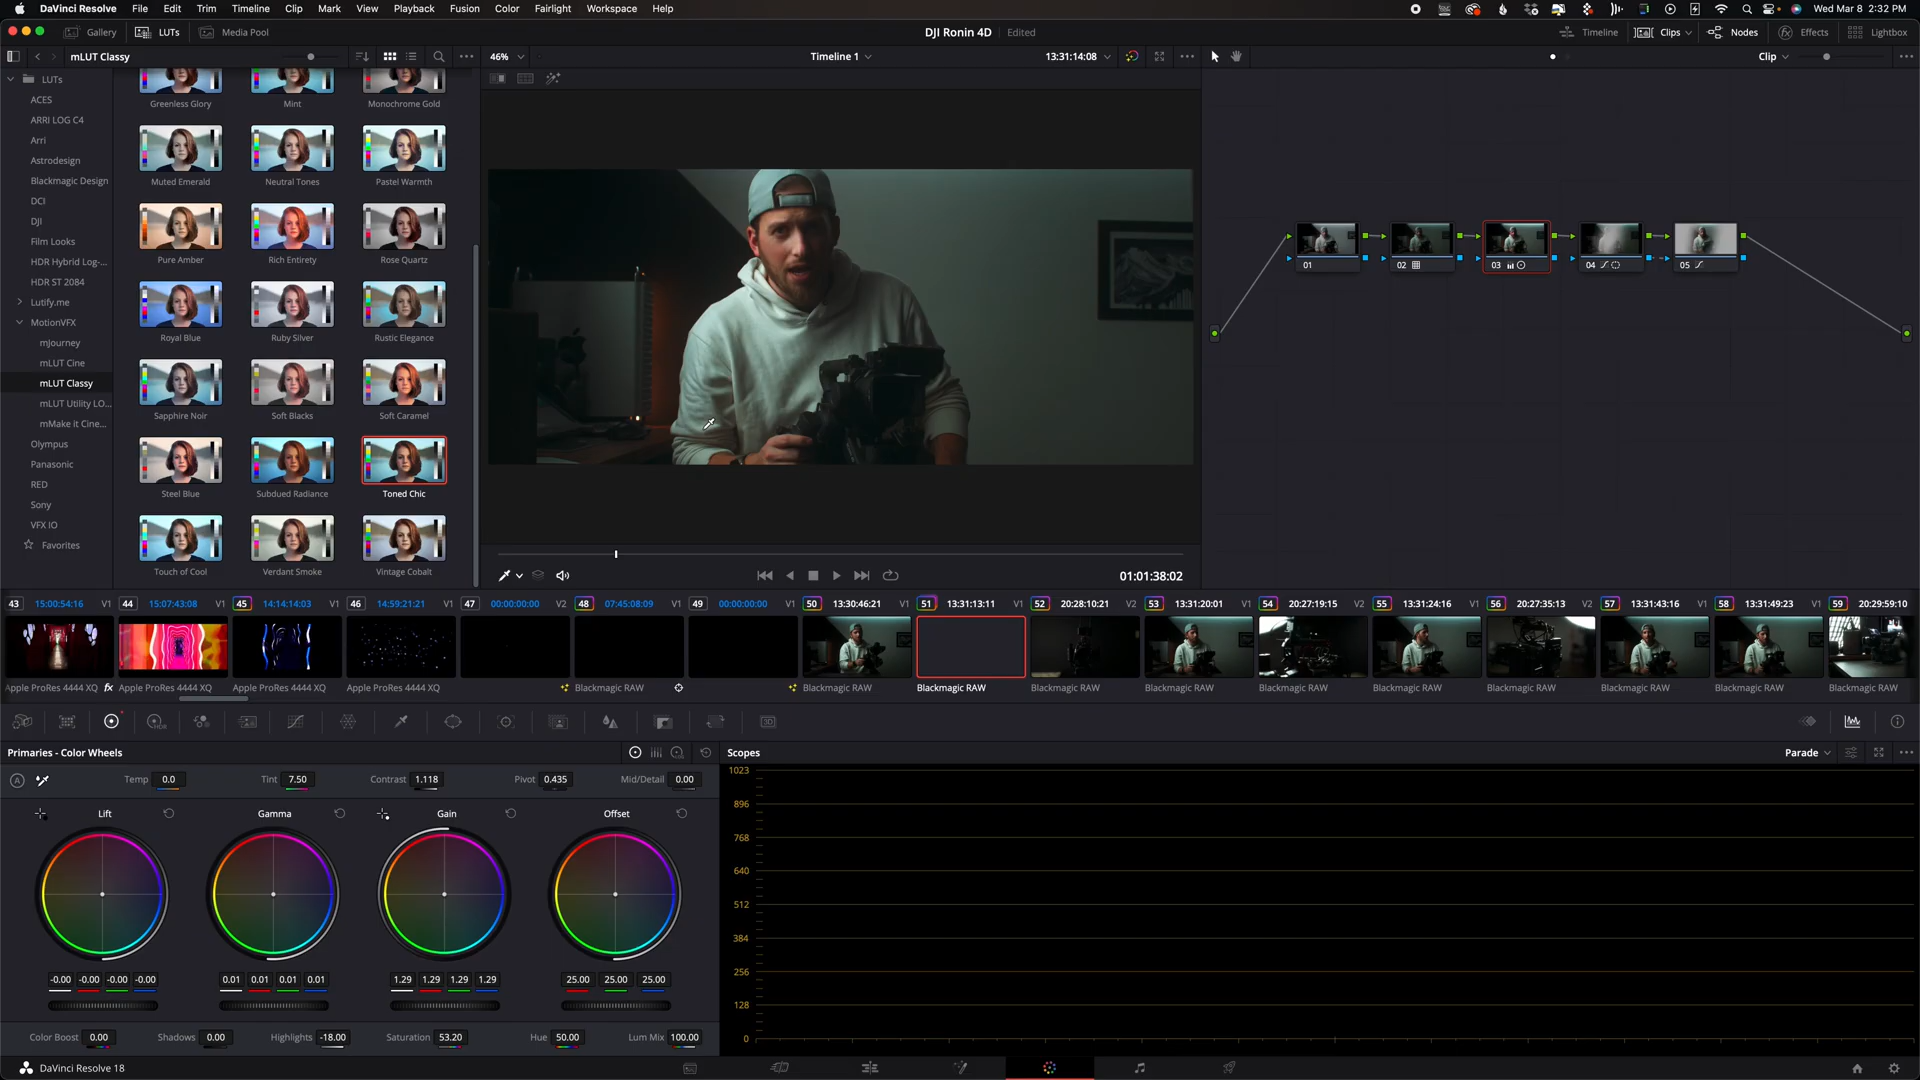 DaVinci Resolve File Edit Trim Timeline Clip Mark View Playback Fusion Color Fairlight Workspace Help Wed Mar 8 2:32 PM
Gallery LUTs Media Pool DJI Ronin 4D Edited Timeline Clips Nodes Effects Lightbox
mLUT Classy 46% Timeline 1 13:31:14:08 Clip
LUTs
ACES
ARRI LOG C4
Arri
Astrodesign
Blackmagic Design
DCI
DJI
Film Looks
HDR Hybrid Log-...
HDR ST 2084
Lutify.me
MotionVFX
mJourney
mLUT Cine
mLUT Classy
mLUT Utility LO...
mMake it Cine...
Olympus
Panasonic
RED
Sony
VFX IO
Favorites
Greenless Glory Mint Monochrome Gold
Muted Emerald Neutral Tones Pastel Warmth
Pure Amber Rich Entirety Rose Quartz
Royal Blue Ruby Silver Rustic Elegance
Sapphire Noir Soft Blacks Soft Caramel
Steel Blue Subdued Radiance Toned Chic
Touch of Cool Verdant Smoke Vintage Cobalt
01 02 03 04 05
01:01:38:02
43 15:00:54:16 V1 44 15:07:43:08 V1 45 14:14:14:03 V1 46 14:59:21:21 V1 47 00:00:00:00 V2 48 07:45:08:09 V1 49 00:00:00:00 V1 50 13:30:46:21 V1 51 13:31:13:11 V1 52 20:28:10:21 V2 53 13:31:20:01 V1 54 20:27:19:15 V2 55 13:31:24:16 V1 56 20:27:35:13 V2 57 13:31:43:16 V1 58 13:31:49:23 V1 59 20:29:59:10
Apple ProRes 4444 XQ fx Apple ProRes 4444 XQ Apple ProRes 4444 XQ Apple ProRes 4444 XQ Blackmagic RAW Blackmagic RAW Blackmagic RAW Blackmagic RAW Blackmagic RAW Blackmagic RAW Blackmagic RAW Blackmagic RAW Blackmagic RAW Blackmagic RAW Blackmagic RAW
HDR 3D
Primaries - Color Wheels Scopes Parade
A Temp 0.0 Tint 7.50 Contrast 1.118 Pivot 0.435 Mid/Detail 0.00
Lift Gamma Gain Offset
-0.00 -0.00 -0.00 -0.00 0.01 0.01 0.01 0.01 1.29 1.29 1.29 1.29 25.00 25.00 25.00
Color Boost 0.00 Shadows 0.00 Highlights -18.00 Saturation 53.20 Hue 50.00 Lum Mix 100.00
1023
896
768
640
512
384
256
128
0
DaVinci Resolve 18